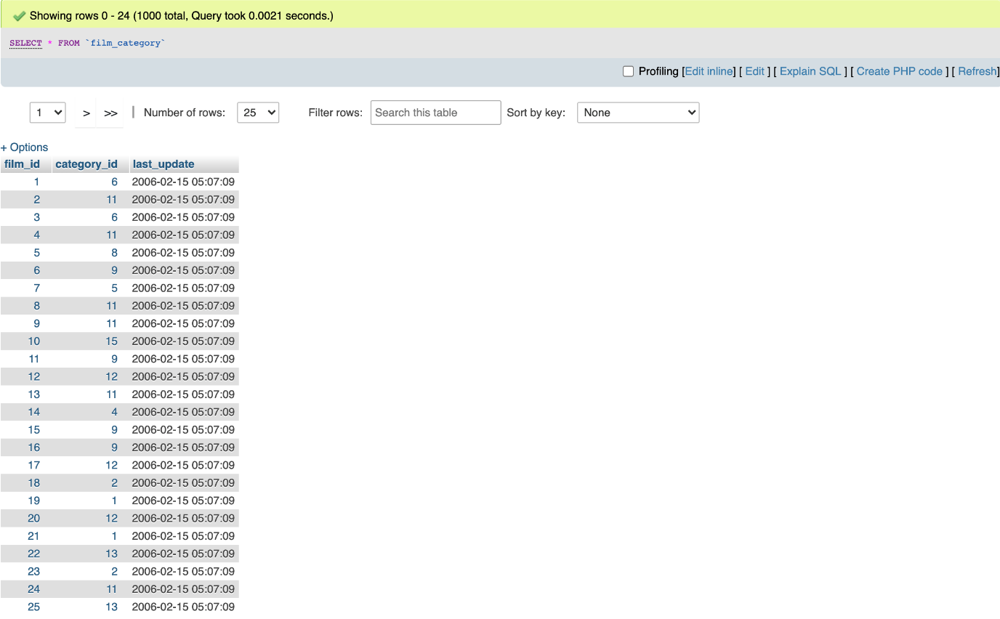 Showing rows 0 - 24 (1000 total, Query took 0.0021 seconds.)
SELECT * FROM `film_category`
Profiling [Edit inline] [ Edit ] [ Explain SQL ] [ Create PHP code ] [ Refresh]
1 > >> | Number of rows: 25 Filter rows: Search this table Sort by key: None
+ Options
film_id category_id last_update
1 6 2006-02-15 05:07:09
2 11 2006-02-15 05:07:09
3 6 2006-02-15 05:07:09
4 11 2006-02-15 05:07:09
5 8 2006-02-15 05:07:09
6 9 2006-02-15 05:07:09
7 5 2006-02-15 05:07:09
8 11 2006-02-15 05:07:09
9 11 2006-02-15 05:07:09
10 15 2006-02-15 05:07:09
11 9 2006-02-15 05:07:09
12 12 2006-02-15 05:07:09
13 11 2006-02-15 05:07:09
14 4 2006-02-15 05:07:09
15 9 2006-02-15 05:07:09
16 9 2006-02-15 05:07:09
17 12 2006-02-15 05:07:09
18 2 2006-02-15 05:07:09
19 1 2006-02-15 05:07:09
20 12 2006-02-15 05:07:09
21 1 2006-02-15 05:07:09
22 13 2006-02-15 05:07:09
23 2 2006-02-15 05:07:09
24 11 2006-02-15 05:07:09
25 13 2006-02-15 05:07:09